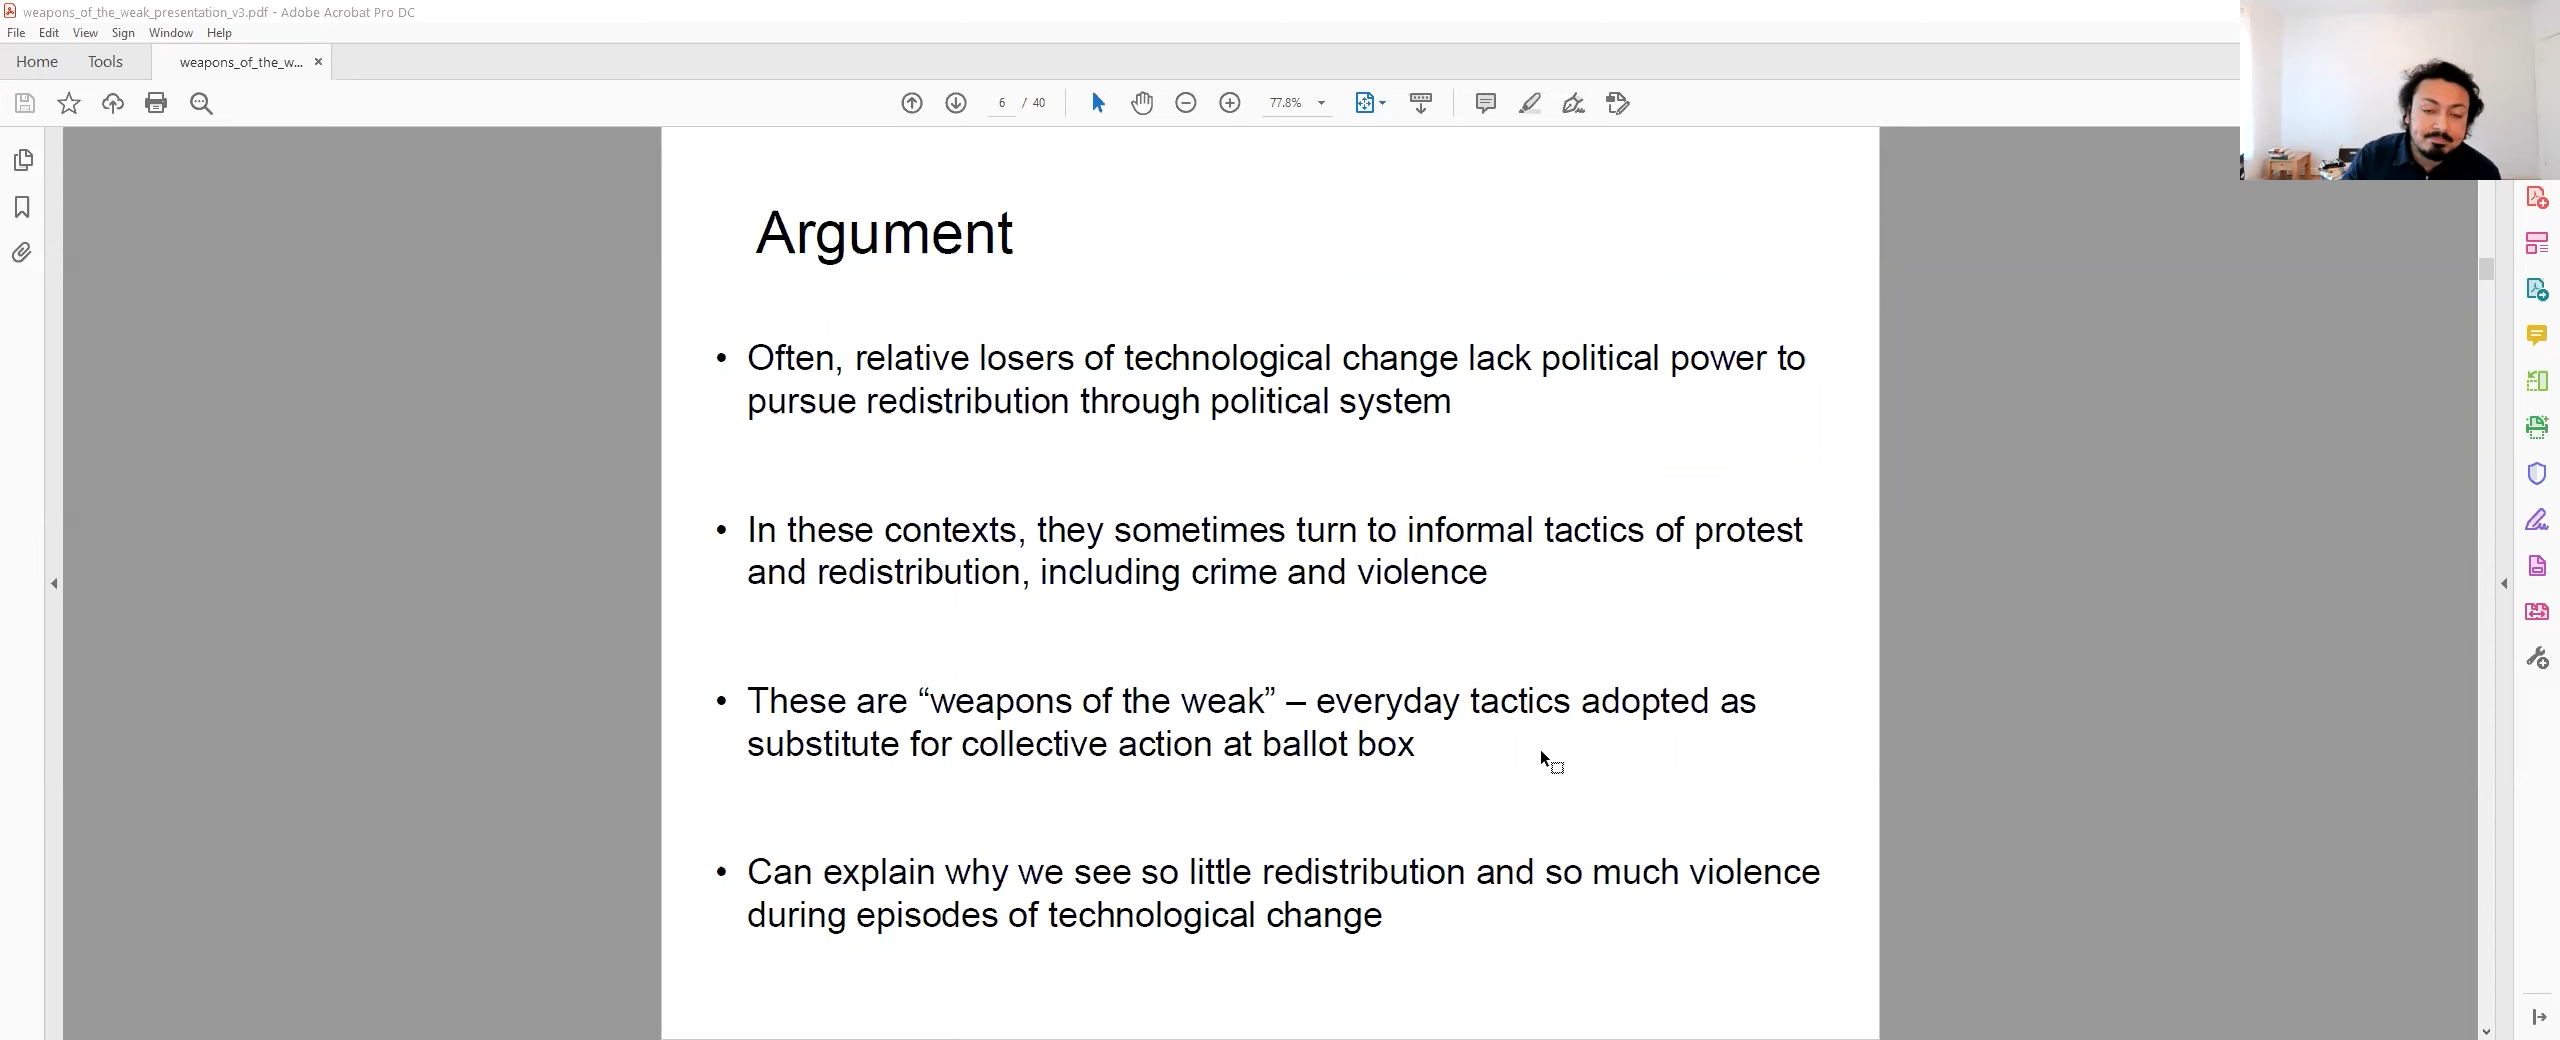 weapons_of_the_weak_presentation_v3.pdf - Adobe Acrobat Pro DC
File Edit View Sign Window Help
Home Tools weapons_of_the_w... ×
6 / 40 77.8%
Argument
• Often, relative losers of technological change lack political power to
pursue redistribution through political system
• In these contexts, they sometimes turn to informal tactics of protest
and redistribution, including crime and violence
• These are “weapons of the weak” – everyday tactics adopted as
substitute for collective action at ballot box
• Can explain why we see so little redistribution and so much violence
during episodes of technological change